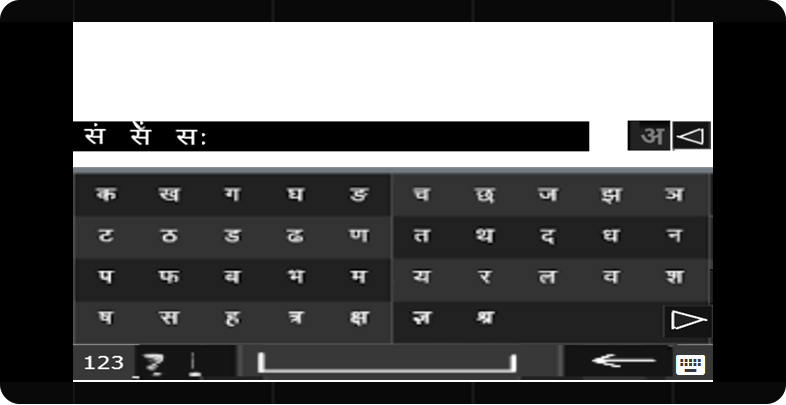 सं सः अ
क ख ग घ ङ च छ ज झ ञ
ट ठ ड ढ ण त थ द ध न
प फ ब भ म य र ल व श
ष स ह त्र क्ष ज्ञ श्र
123 ?